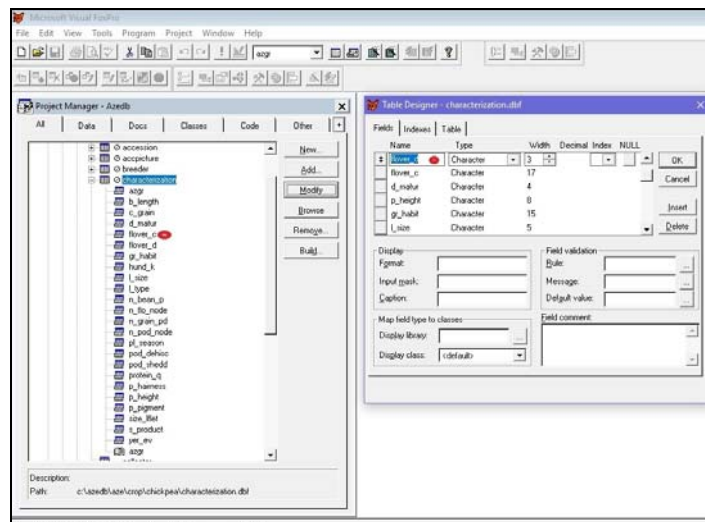 Microsoft Visual FoxPro
File Edit View Tools Program Project Window Help
azgr
Project Manager - Azedb
All Data Docs Classes Code Other
accession
accpicture
breeder
characterization
azgr
b_length
c_grain
d_matur
flover_c
flover_d
gr_habit
hund_k
l_size
l_type
n_bean_p
n_flo_node
n_grain_pd
n_pod_node
pl_season
pod_dehisc
pod_shedd
protein_q
p_hairness
p_height
p_pigment
size_lflet
s_product
yer_ev
azgr
New...
Add...
Modify
Browse
Remove...
Build...
Description:
Path: c:\azedb\aze\crop\chickpea\characterization.dbf
Table Designer - characterization.dbf
Fields Indexes Table
Name Type Width Decimal Index NULL
flover_d Character 3
flover_c Character 17
d_matur Character 4
p_height Character 8
gr_habit Character 15
l_size Character 5
OK
Cancel
Insert
Delete
Display
Format:
Input mask:
Caption:
Field validation
Rule:
Message:
Default value:
Map field type to classes
Display library:
Display class: <default>
Field comment: